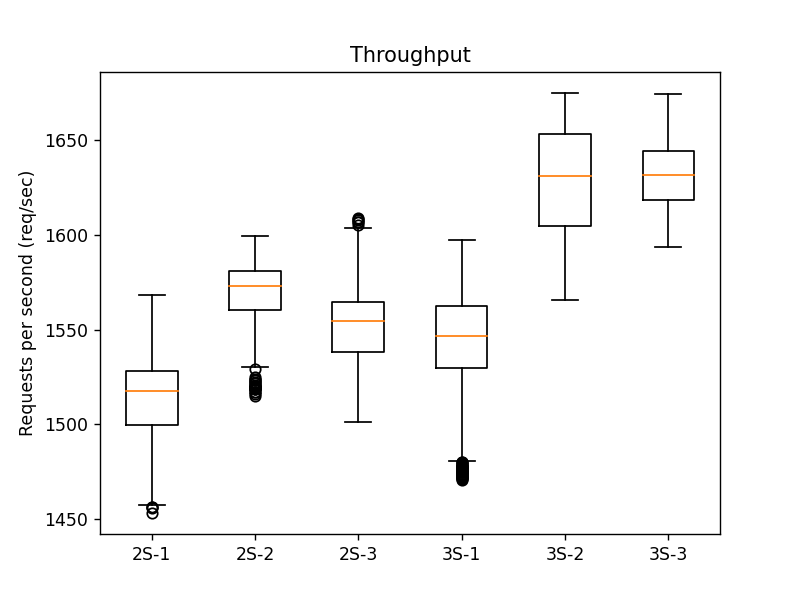 Throughput
Requests per second (req/sec)
1650
1600
1550
1500
1450
2S-1 2S-2 2S-3 3S-1 3S-2 3S-3